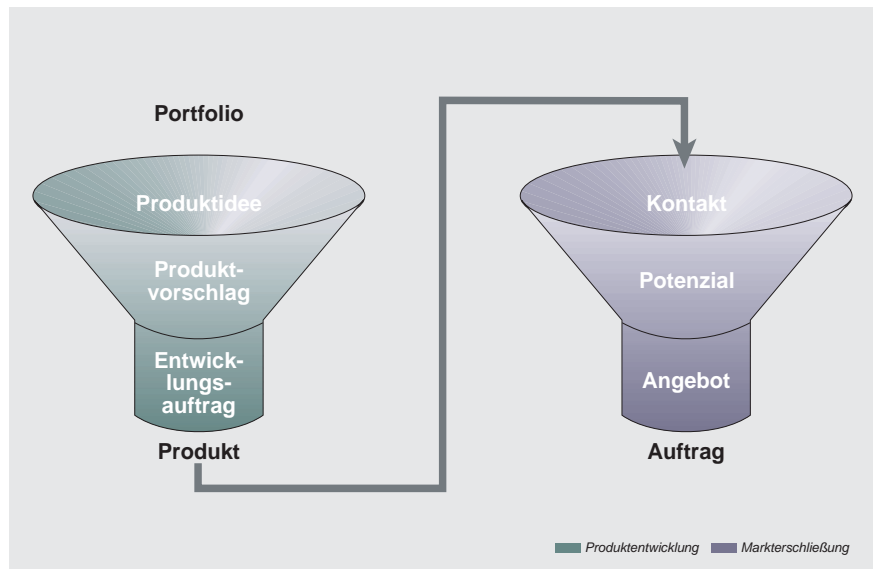 Portfolio
Produktidee
Produkt-
vorschlag
Entwick-
lungs-
auftrag
Produkt
Kontakt
Potenzial
Angebot
Auftrag
Produktentwicklung
Markterschließung